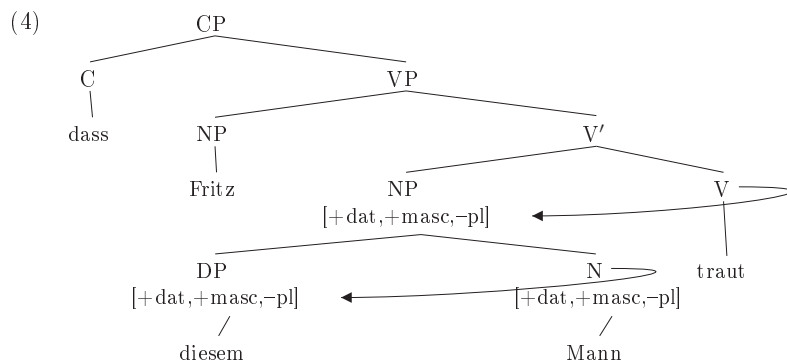 (4) CP
C VP
dass NP V′
Fritz NP V
[+dat,+masc,–pl]
DP N traut
[+dat,+masc,–pl] [+dat,+masc,–pl]
diesem Mann